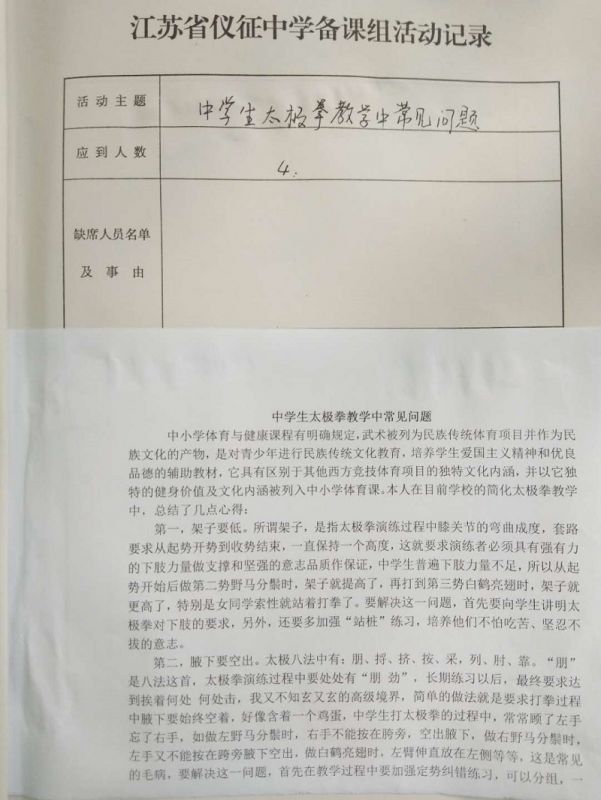 江苏省仪征中学备课组活动记录
活动主题
中学生太极拳教学中常见问题
应到人数
4.
缺席人员名单
及事由
中学生太极拳教学中常见问题
中小学体育与健康课程有明确规定,武术被列为民族传统体育项目并作为民
族文化的产物，是对青少年进行民族传统文化教育，培养学生爱国主义精神和优良
品德的辅助教材，它具有区别于其他西方竞技体育项目的独特文化内涵，并以它独
特的健身价值及文化内涵被列入中小学体育课。本人在目前学校的简化太极拳教学
中．总结了几点心得：
第一，架子要低。所谓架子，是指太极拳演练过程中膝关节的弯曲成度，套路
要求从起势开势到收势结束，一直保持一个高度，这就要求演练者必须具有强有力
的下肢力量做支撑和坚强的意志品质作保证，中学生普遍下肢力量不足，所以从起
势开始后做第二势野马分鬃时，架子就提高了，再打到第三势白鹤亮翅时，架子就
更高了，特别是女同学索性就站着打拳了。要解决这一问题，首先要向学生讲明太
极拳对下肢的要求，另外，还要多加强“站桩”练习，培养他们不怕吃苦、坚忍不
拔的意志。
第二，腋下要空出。太极八法中有：朋、捋、挤、按、采，列、肘、靠。“朋”
是八法这首，太极拳演练过程中要处处有“朋 劲”，长期练习以后，最终要求达
到挨着何处 何处击，我又不知玄又玄的高级境界，简单的做法就是要求打拳过程
中腋下要始终空着，好像含着一个鸡蛋，中学生打太极拳的过程中，常常顾了左手
忘了右手，如做左野马分鬃时，右手不能按在胯旁，空出腋下，做右野马分鬃时，
左手又不能按在跨旁腋下空出，做白鹤亮翅时，左臂伸直放在左侧等等，这是常见
的毛病，要解决这一问题，首先在教学过程中要加强定势纠错练习，可以分组，一